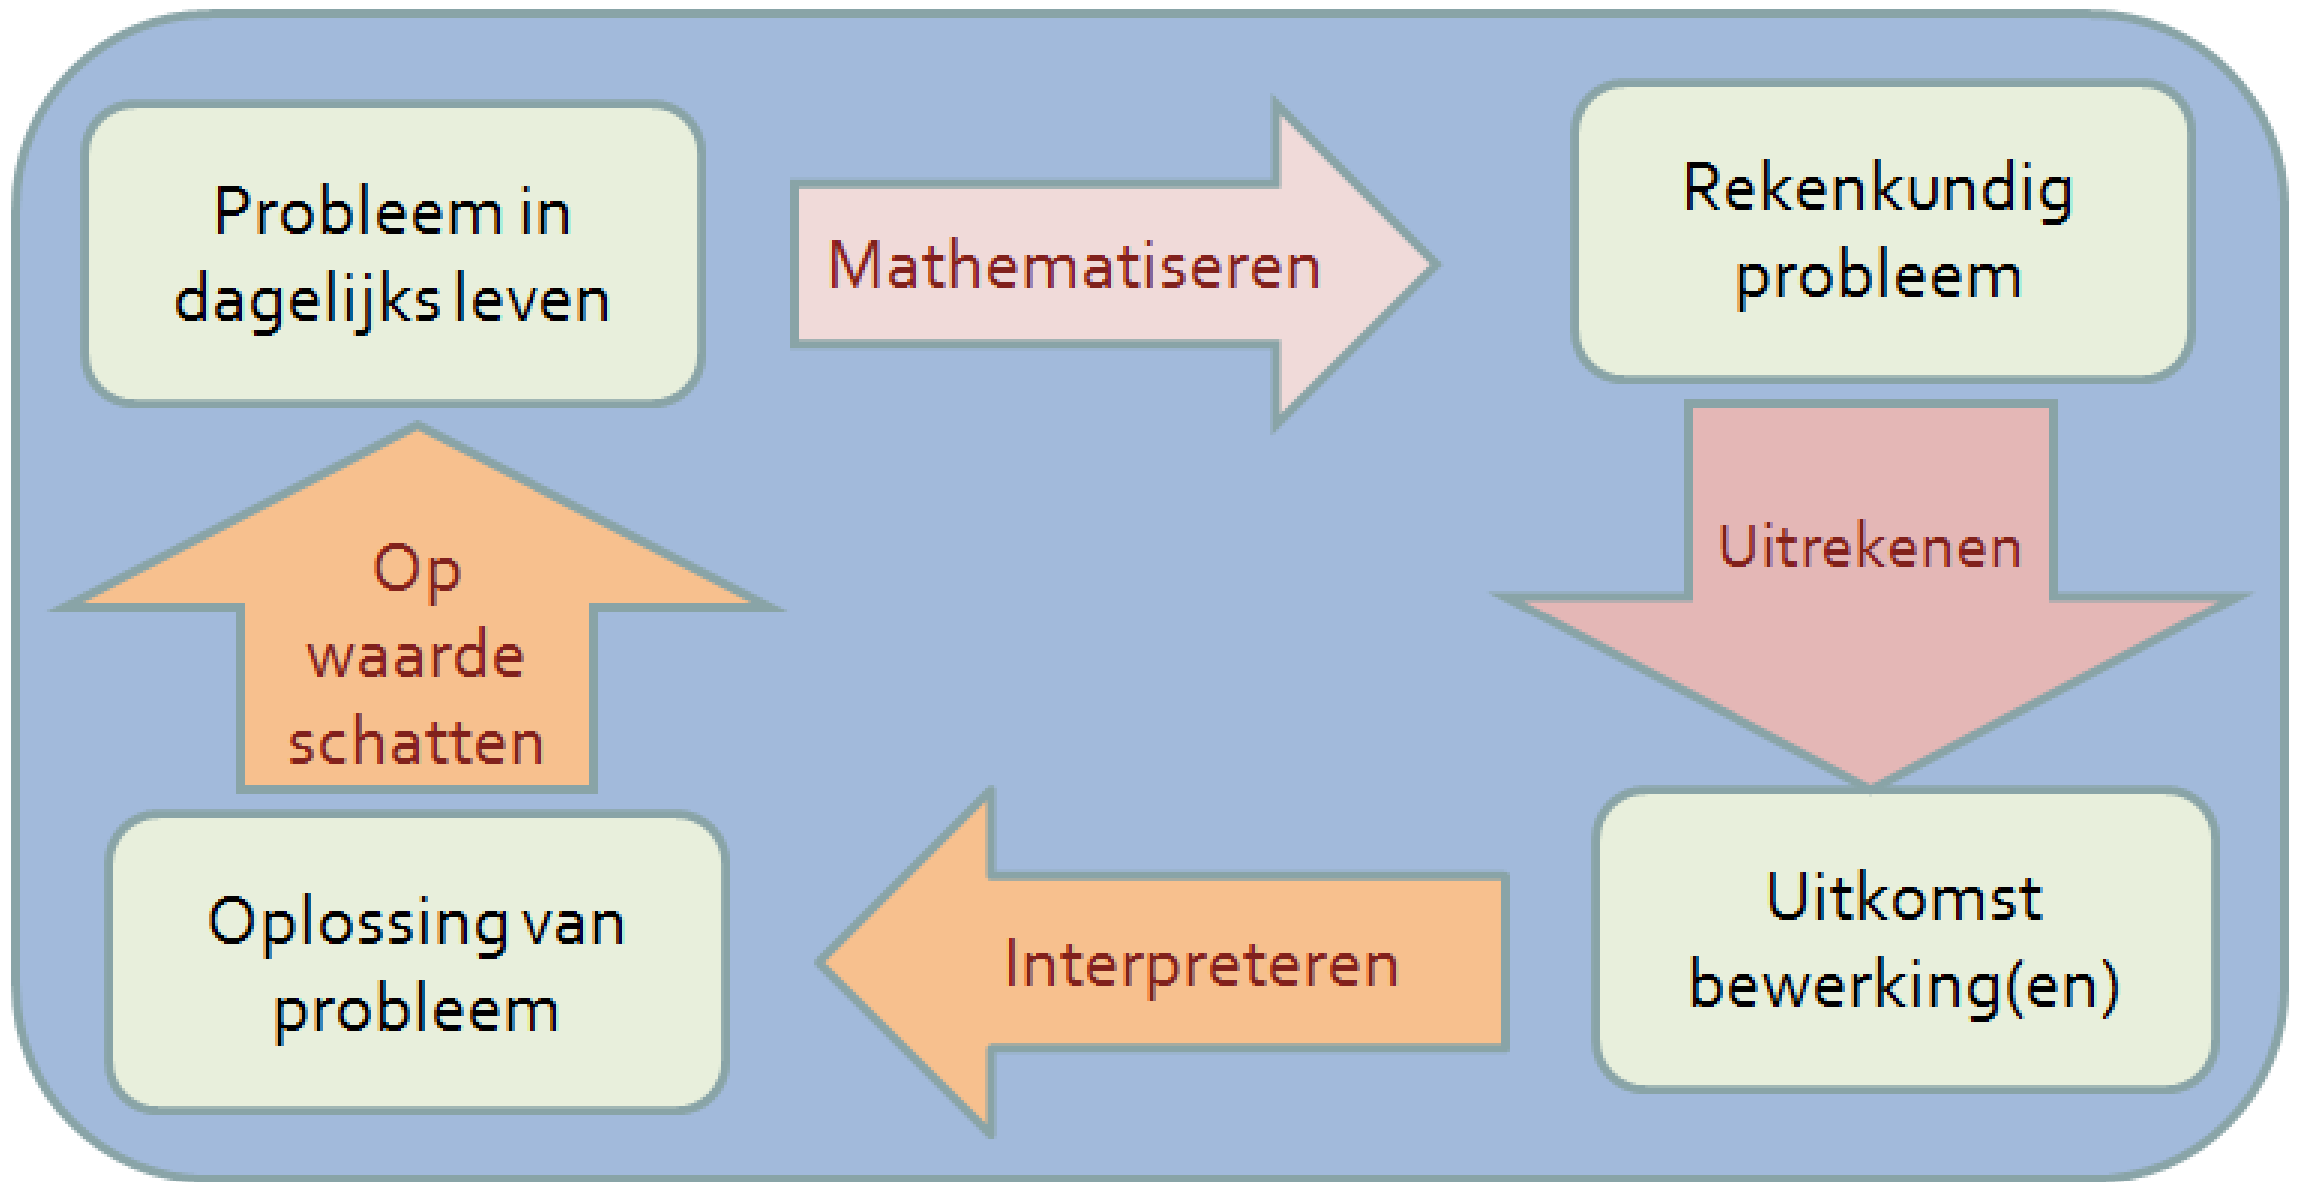 Probleem in
dagelijks leven
Mathematiseren
Rekenkundig
probleem
Uitrekenen
Uitkomst
bewerking(en)
Interpreteren
Oplossing van
probleem
Op
waarde
schatten